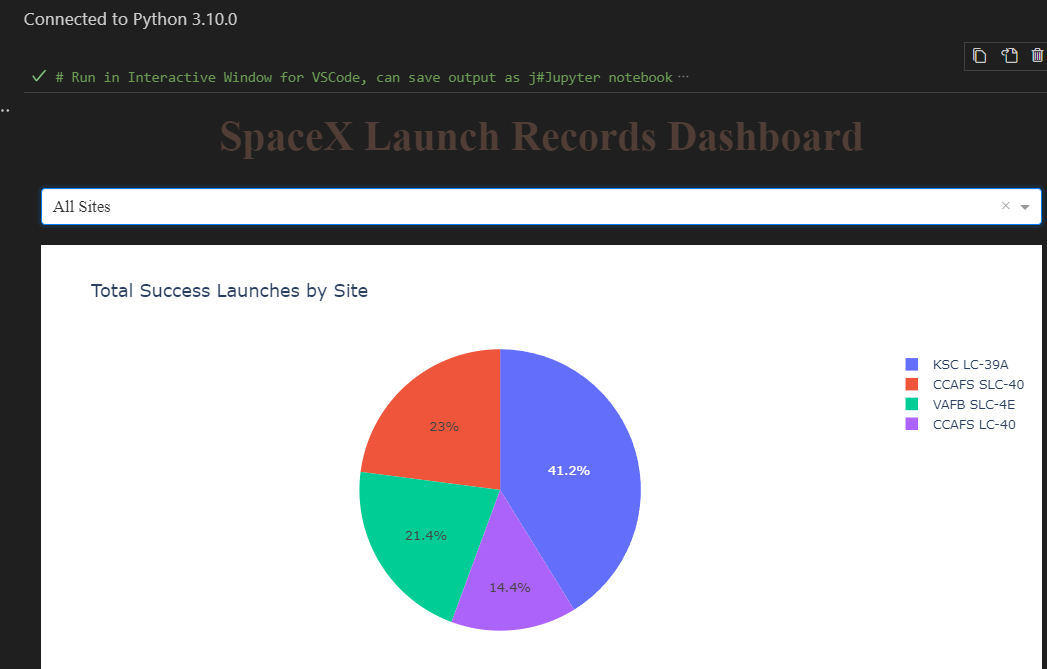 Connected to Python 3.10.0
# Run in Interactive Window for VSCode, can save output as j#Jupyter notebook ···
SpaceX Launch Records Dashboard
All Sites
Total Success Launches by Site
KSC LC-39A
CCAFS SLC-40
VAFB SLC-4E
CCAFS LC-40
23%
41.2%
21.4%
14.4%